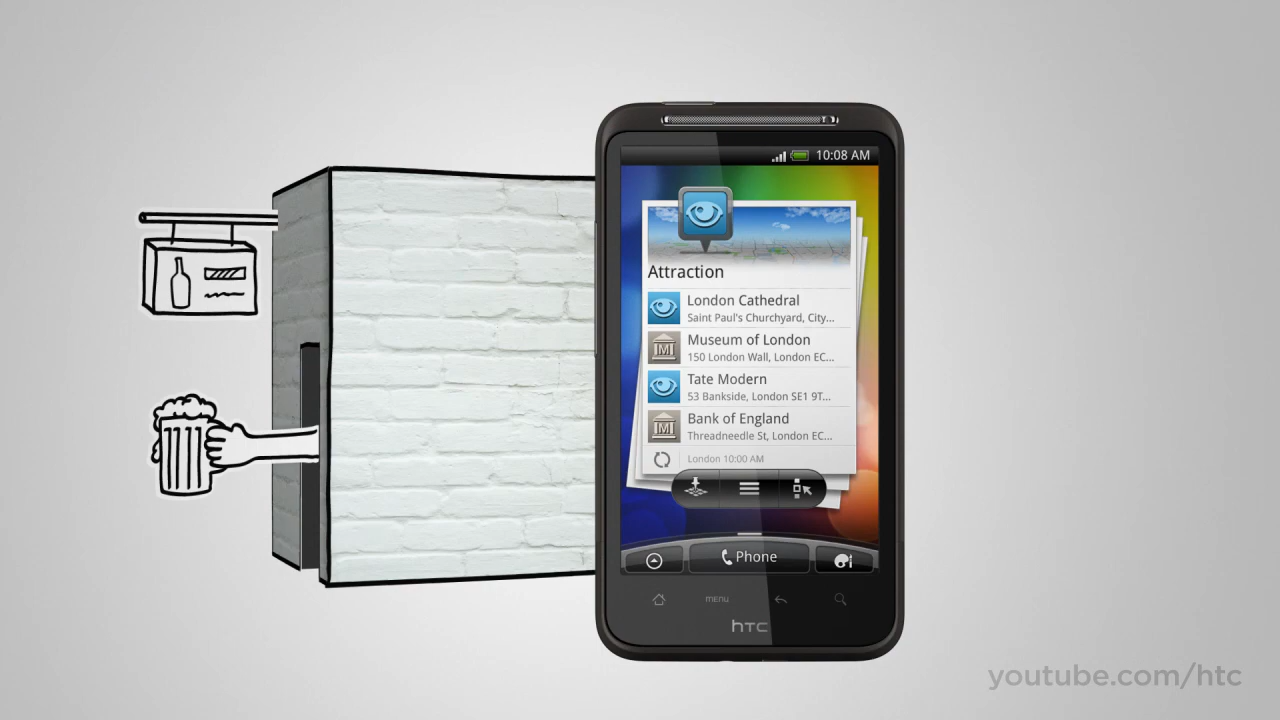 10:08 AM
Attraction
London Cathedral
Saint Paul's Churchyard, City...
Museum of London
150 London Wall, London EC...
Tate Modern
53 Bankside, London SE1 9T...
Bank of England
Threadneedle St, London EC...
London 10:00 AM
Phone
menu
hTC
youtube.com/htc